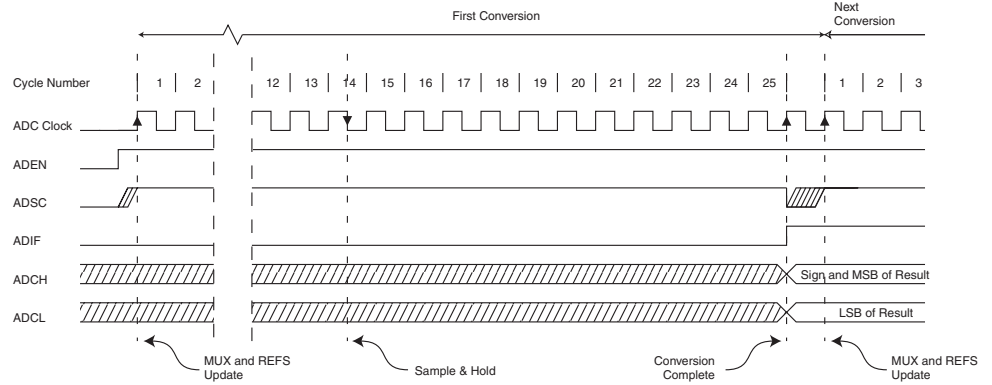 First Conversion
Next
Conversion
Cycle Number 1 2 12 13 14 15 16 17 18 19 20 21 22 23 24 25 1 2 3
ADC Clock
ADEN
ADSC
ADIF
ADCH Sign and MSB of Result
ADCL LSB of Result
MUX and REFS
Update
Sample & Hold
Conversion
Complete
MUX and REFS
Update